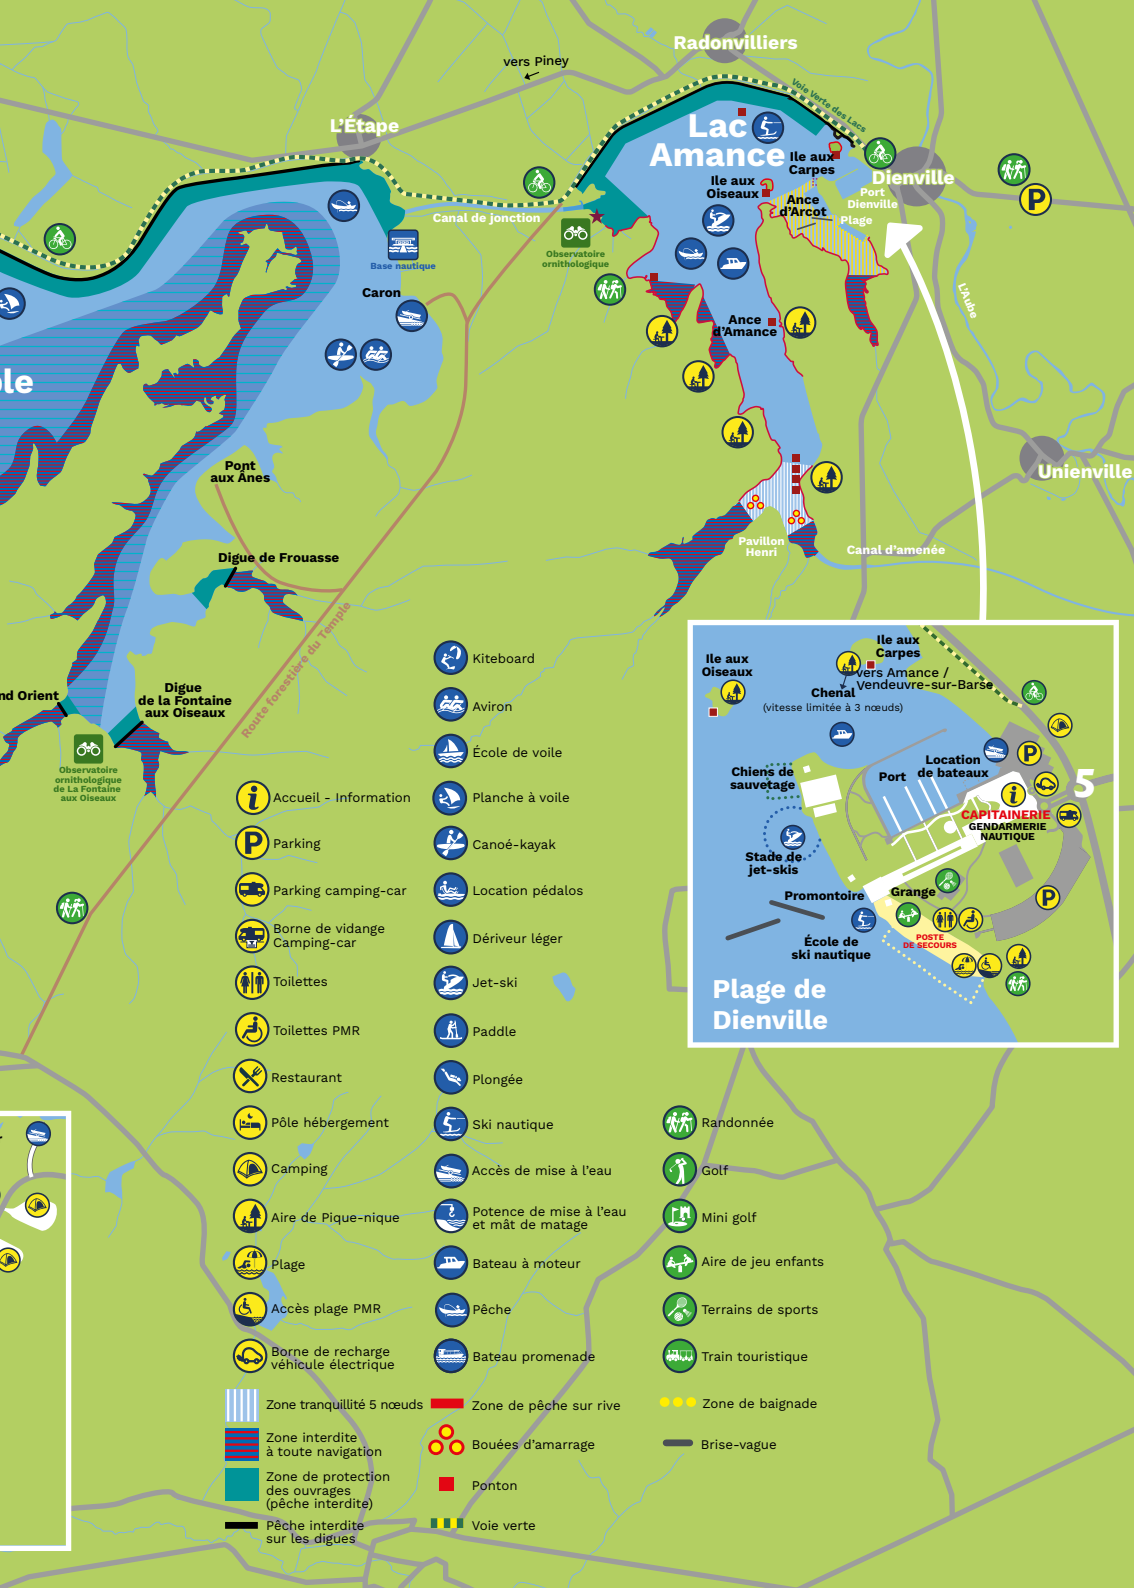 Radonvilliers
vers Piney
Voie Verte des Lacs
L'Étape
Lac
Amance
Ile aux
Carpes
Dienville
P
Ile aux
Oiseaux
Port
Dienville
Ance
d'Arcot
Plage
Canal de jonction
Observatoire
ornithologique
Base nautique
Caron
L'Aube
Ance
d'Amance
ple
Unienville
Pont
aux Ânes
Pavillon
Henri
Canal d'amenée
Digue de Frouasse
Route forestière du Temple
nd Orient
Digue
de la Fontaine
aux Oiseaux
Observatoire
ornithologique
de La Fontaine
aux Oiseaux
Ile aux
Carpes
Ile aux
Oiseaux
vers Amance /
Vendeuvre-sur-Barse
Chenal
(vitesse limitée à 3 nœuds)
Location
de bateaux
P
Chiens de
sauvetage
Port
5
i
CAPITAINERIE
GENDARMERIE
NAUTIQUE
Stade de
jet-skis
Promontoire
Grange
P
POSTE
DE SECOURS
École de
ski nautique
Plage de
Dienville
i
Accueil - Information
P
Parking
Parking camping-car
Borne de vidange
Camping-car
Toilettes
Toilettes PMR
Restaurant
Pôle hébergement
Camping
Aire de Pique-nique
Plage
Accès plage PMR
Borne de recharge
véhicule électrique
Zone tranquillité 5 nœuds
Zone interdite
à toute navigation
Zone de protection
des ouvrages
(pêche interdite)
Pêche interdite
sur les digues
Kiteboard
Aviron
École de voile
Planche à voile
Canoé-kayak
Location pédalos
Dériveur léger
Jet-ski
Paddle
Plongée
Ski nautique
Accès de mise à l'eau
Potence de mise à l'eau
et mât de matage
Bateau à moteur
Pêche
Bateau promenade
Zone de pêche sur rive
Bouées d'amarrage
Ponton
Voie verte
Randonnée
Golf
Mini golf
Aire de jeu enfants
Terrains de sports
Train touristique
Zone de baignade
Brise-vague